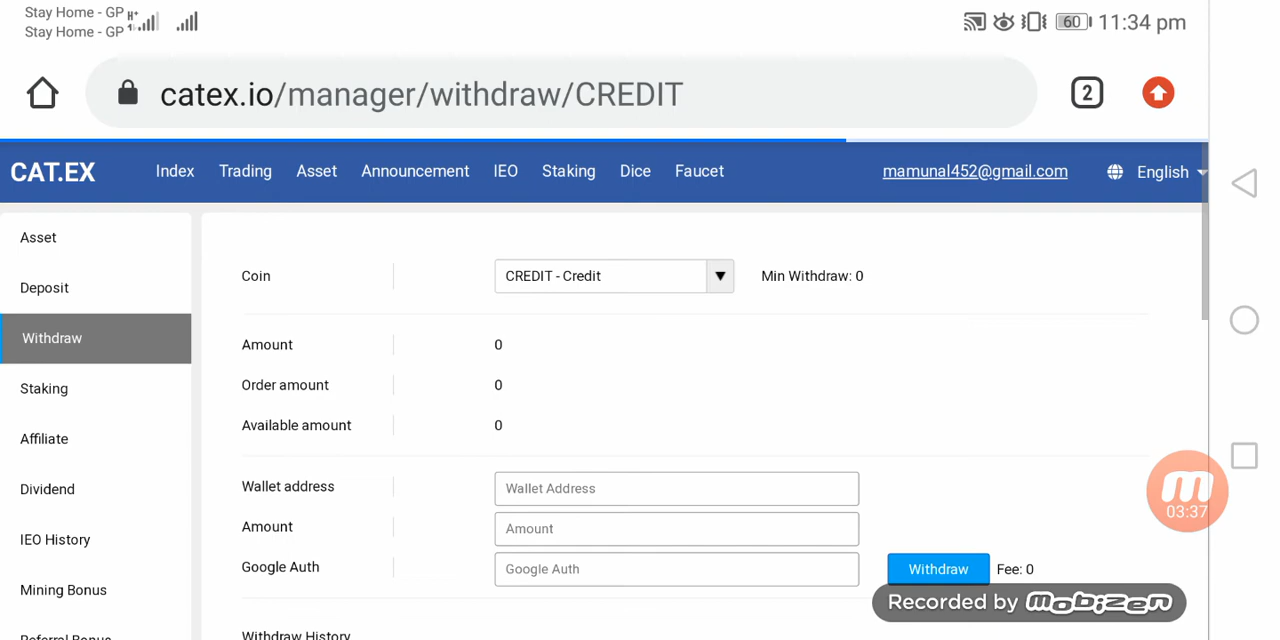 Stay Home - GP
Stay Home - GP
60 11:34 pm
catex.io/manager/withdraw/CREDIT
2
CAT.EX Index Trading Asset Announcement IEO Staking Dice Faucet mamunal452@gmail.com English
Asset
Deposit
Withdraw
Staking
Affiliate
Dividend
IEO History
Mining Bonus
Referral Bonus
Coin CREDIT - Credit Min Withdraw: 0
Amount 0
Order amount 0
Available amount 0
Wallet address Wallet Address
Amount Amount
Google Auth Google Auth Withdraw Fee: 0
Withdraw History
03:37
Recorded by mobizen